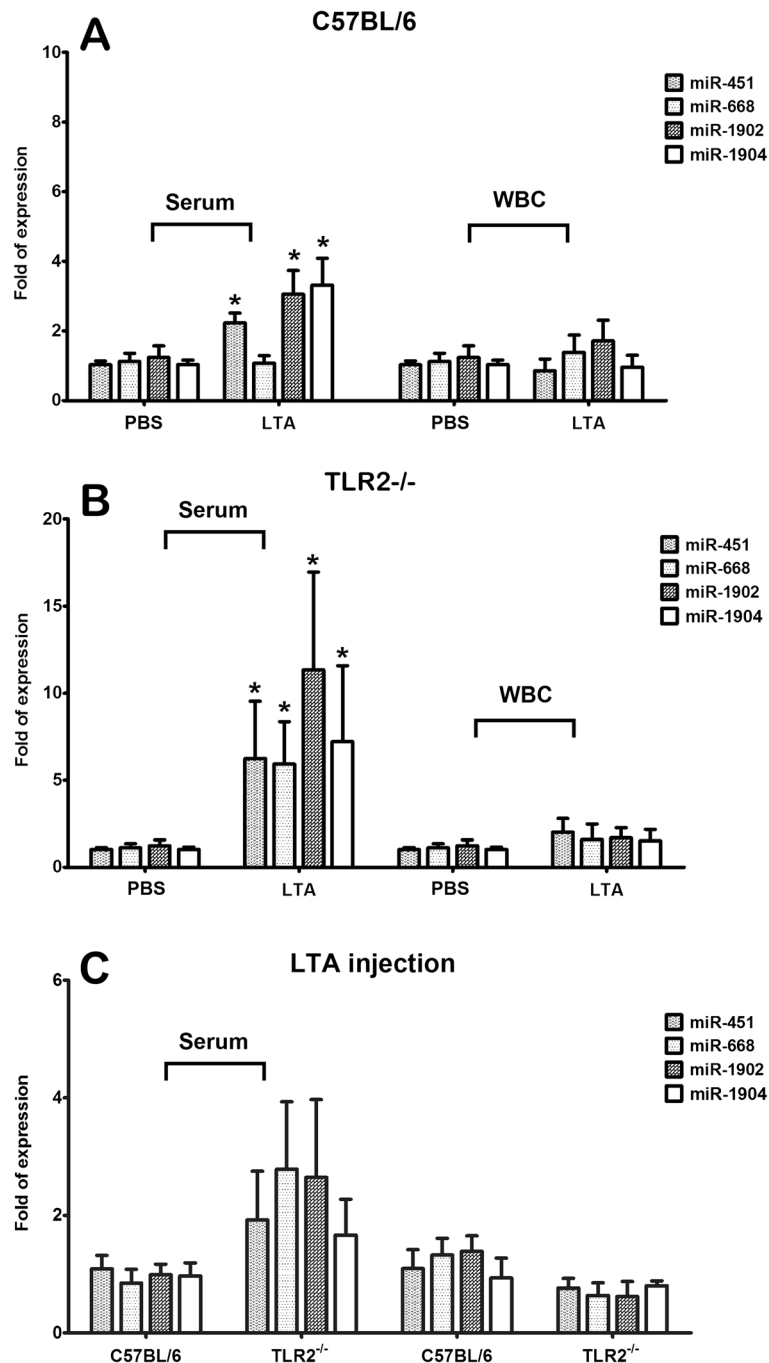 A
C57BL/6
10
8
6
4
2
0
Fold of expression
miR-451
miR-668
miR-1902
miR-1904
Serum
WBC
* * *
PBS LTA PBS LTA
B
TLR2-/-
20
15
10
5
0
Fold of expression
miR-451
miR-668
miR-1902
miR-1904
Serum
WBC
* * * *
PBS LTA PBS LTA
C
LTA injection
6
4
2
0
Fold of expression
miR-451
miR-668
miR-1902
miR-1904
Serum
C57BL/6 TLR2-/- C57BL/6 TLR2-/-